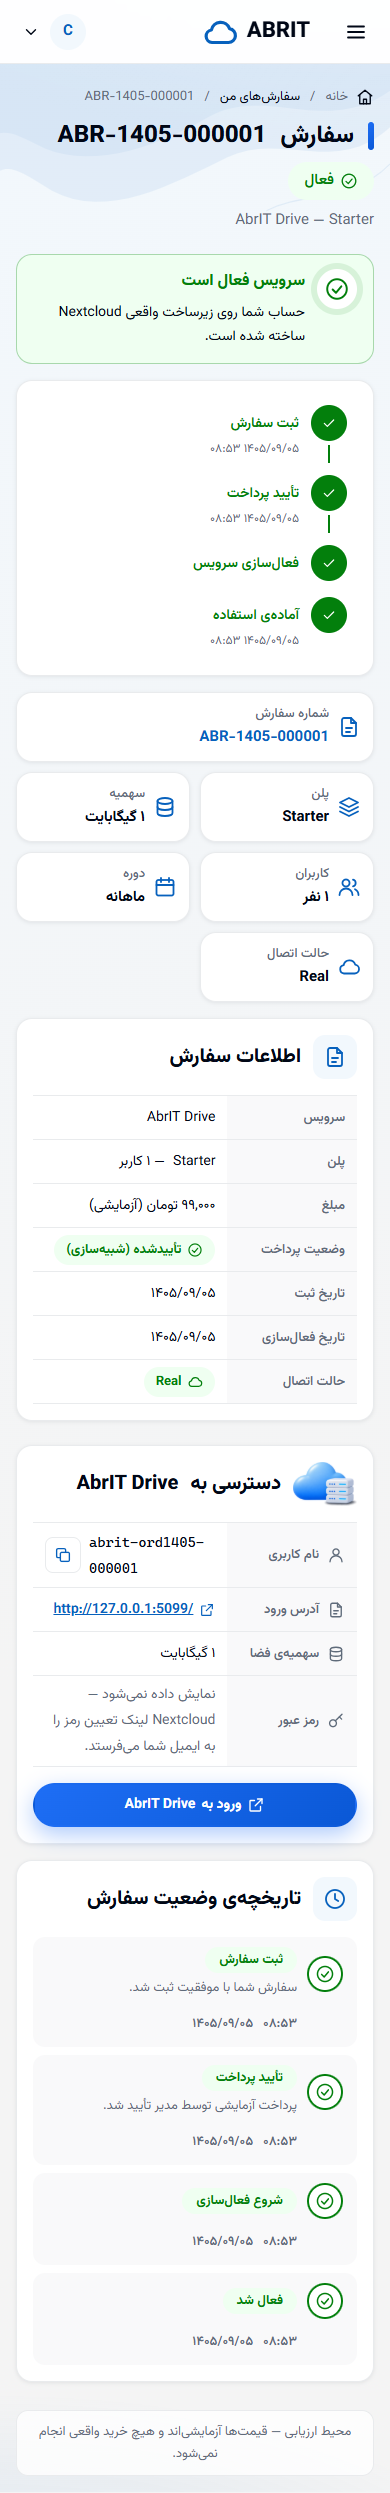 ABRIT
C
خانه / سفارش‌های من / ABR-1405-000001
سفارش ABR-1405-000001
فعال
AbrIT Drive — Starter
سرویس فعال است
حساب شما روی زیرساخت واقعی Nextcloud
ساخته شده است.
ثبت سفارش
۱۴۰۵/۰۹/۰۵ ۰۸:۵۳
تأیید پرداخت
۱۴۰۵/۰۹/۰۵ ۰۸:۵۳
فعال‌سازی سرویس
آماده‌ی استفاده
۱۴۰۵/۰۹/۰۵ ۰۸:۵۳
شماره سفارش
ABR-1405-000001
پلن
Starter
سهمیه
۱ گیگابایت
کاربران
۱ نفر
دوره
ماهانه
حالت اتصال
Real
اطلاعات سفارش
سرویس AbrIT Drive
پلن Starter — ۱ کاربر
مبلغ ۹۹,۰۰۰ تومان (آزمایشی)
وضعیت پرداخت تأییدشده (شبیه‌سازی)
تاریخ ثبت ۱۴۰۵/۰۹/۰۵
تاریخ فعال‌سازی ۱۴۰۵/۰۹/۰۵
حالت اتصال Real
دسترسی به AbrIT Drive
نام کاربری abrit-ord1405-
000001
آدرس ورود http://127.0.0.1:5099/
سهمیه‌ی فضا ۱ گیگابایت
رمز عبور نمایش داده نمی‌شود —
Nextcloud لینک تعیین رمز را
به ایمیل شما می‌فرستد.
ورود به AbrIT Drive
تاریخچه‌ی وضعیت سفارش
ثبت سفارش
سفارش شما با موفقیت ثبت شد.
۰۸:۵۳ ۱۴۰۵/۰۹/۰۵
تأیید پرداخت
پرداخت آزمایشی توسط مدیر تأیید شد.
۰۸:۵۳ ۱۴۰۵/۰۹/۰۵
شروع فعال‌سازی
۰۸:۵۳ ۱۴۰۵/۰۹/۰۵
فعال شد
۰۸:۵۳ ۱۴۰۵/۰۹/۰۵
محیط ارزیابی — قیمت‌ها آزمایشی‌اند و هیچ خرید واقعی انجام
نمی‌شود.